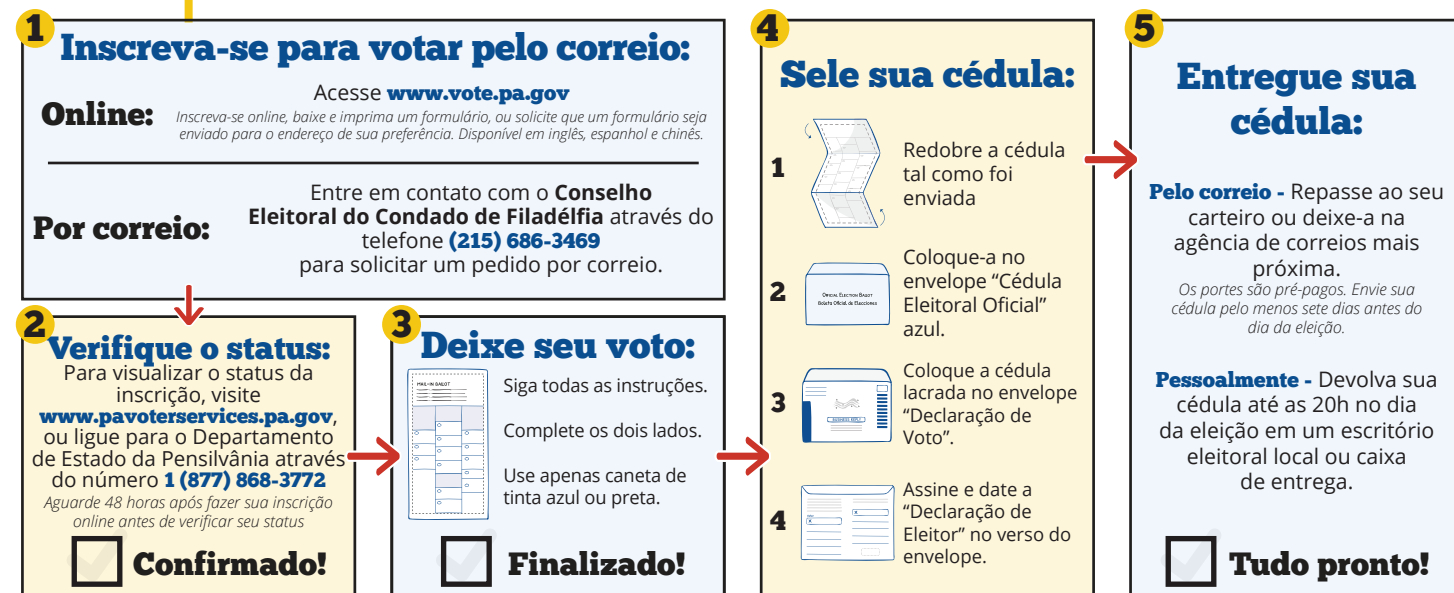 1
Inscreva-se para votar pelo correio:
Online:
Acesse www.vote.pa.gov
Inscreva-se online, baixe e imprima um formulário, ou solicite que um formulário seja
enviado para o endereço de sua preferência. Disponível em inglês, espanhol e chinês.
Por correio:
Entre em contato com o Conselho
Eleitoral do Condado de Filadélfia através do
telefone (215) 686-3469
para solicitar um pedido por correio.
2
Verifique o status:
Para visualizar o status da
inscrição, visite
www.pavoterservices.pa.gov,
ou ligue para o Departamento
de Estado da Pensilvânia através
do número 1 (877) 868-3772
Aguarde 48 horas após fazer sua inscrição
online antes de verificar seu status
Confirmado!
3
Deixe seu voto:
MAIL-IN BALLOT
Siga todas as instruções.
Complete os dois lados.
Use apenas caneta de
tinta azul ou preta.
Finalizado!
4
Sele sua cédula:
1
Redobre a cédula
tal como foi
enviada
2
Official Election Ballot
Boleta Oficial de Elecciones
Coloque-a no
envelope “Cédula
Eleitoral Oficial”
azul.
3
BUSINESS REPLY
Coloque a cédula
lacrada no envelope
“Declaração de
Voto”.
4
Assine e date a
“Declaração de
Eleitor” no verso do
envelope.
5
Entregue sua
cédula:
Pelo correio - Repasse ao seu
carteiro ou deixe-a na
agência de correios mais
próxima.
Os portes são pré-pagos. Envie sua
cédula pelo menos sete dias antes do
dia da eleição.
Pessoalmente - Devolva sua
cédula até as 20h no dia
da eleição em um escritório
eleitoral local ou caixa
de entrega.
Tudo pronto!